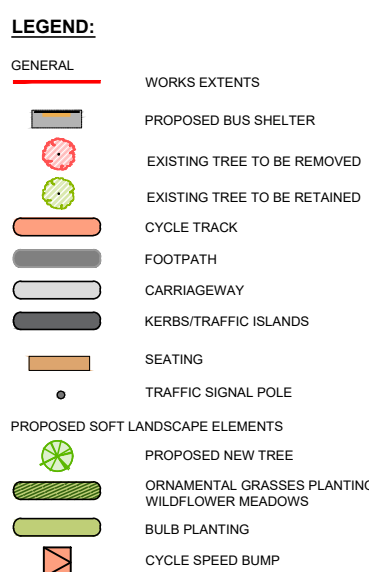 LEGEND:
GENERAL
WORKS EXTENTS
PROPOSED BUS SHELTER
EXISTING TREE TO BE REMOVED
EXISTING TREE TO BE RETAINED
CYCLE TRACK
FOOTPATH
CARRIAGEWAY
KERBS/TRAFFIC ISLANDS
SEATING
TRAFFIC SIGNAL POLE
PROPOSED SOFT LANDSCAPE ELEMENTS
PROPOSED NEW TREE
ORNAMENTAL GRASSES PLANTING
WILDFLOWER MEADOWS
BULB PLANTING
CYCLE SPEED BUMP